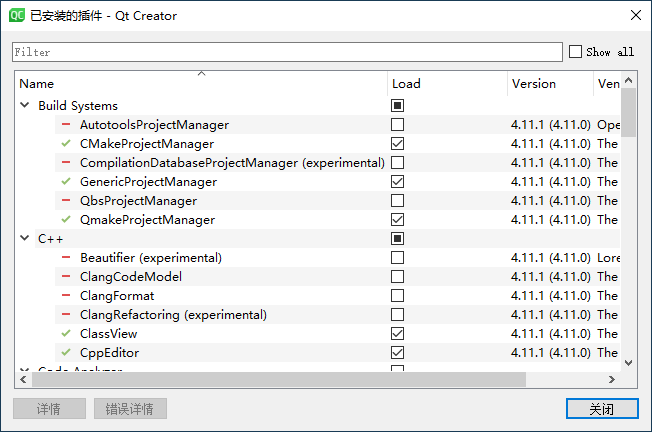 QC 已安装的插件 - Qt Creator
Filter Show all
Name Load Version Ven
Build Systems
AutotoolsProjectManager 4.11.1 (4.11.0) Ope
CMakeProjectManager 4.11.1 (4.11.0) The
CompilationDatabaseProjectManager (experimental) 4.11.1 (4.11.0) The
GenericProjectManager 4.11.1 (4.11.0) The
QbsProjectManager 4.11.1 (4.11.0) The
QmakeProjectManager 4.11.1 (4.11.0) The
C++
Beautifier (experimental) 4.11.1 (4.11.0) Lore
ClangCodeModel 4.11.1 (4.11.0) The
ClangFormat 4.11.1 (4.11.0) The
ClangRefactoring (experimental) 4.11.1 (4.11.0) The
ClassView 4.11.1 (4.11.0) The
CppEditor 4.11.1 (4.11.0) The
Code Analyzer
详情 错误详情 关闭